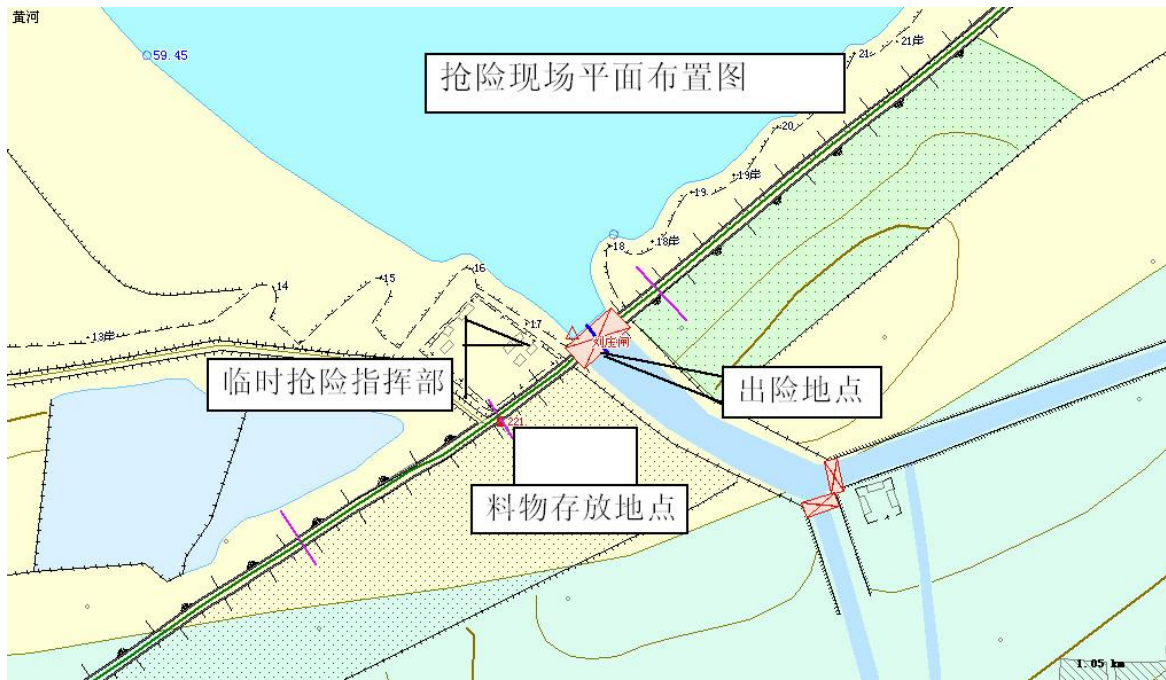 黄河
59.45
抢险现场平面布置图
21岸
21
20
19岸
19
18岸
18
17
16
15
14
13岸
刘庄闸
临时抢险指挥部
出险地点
221
料物存放地点
1.05 km